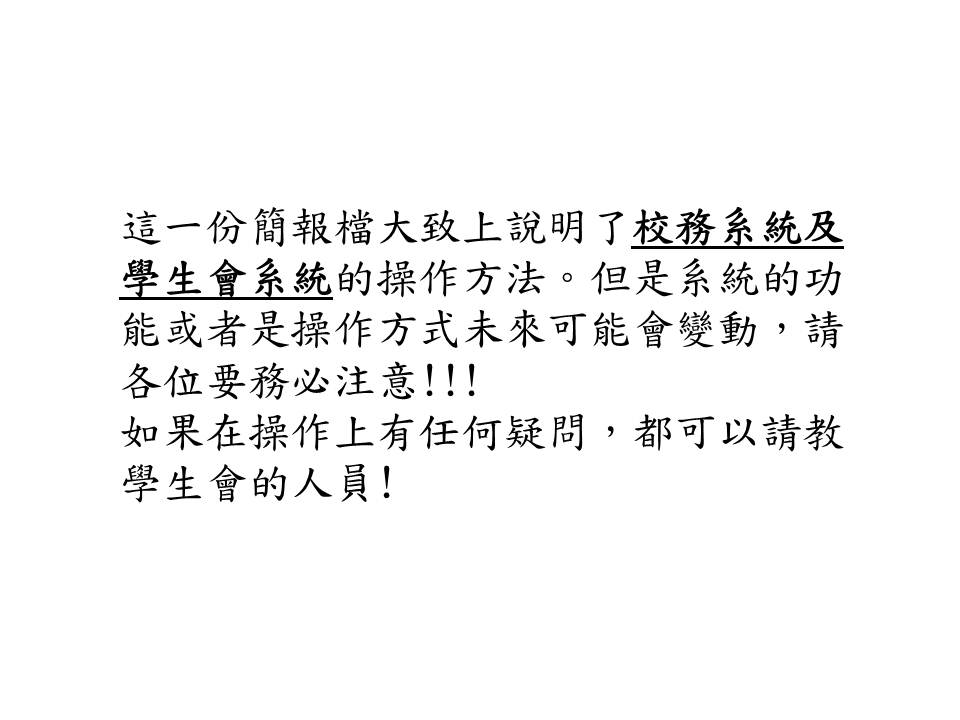 這一份簡報檔大致上說明了校務系統及
學生會系統的操作方法。但是系統的功
能或者是操作方式未來可能會變動，請
各位要務必注意!!!
如果在操作上有任何疑問，都可以請教
學生會的人員!